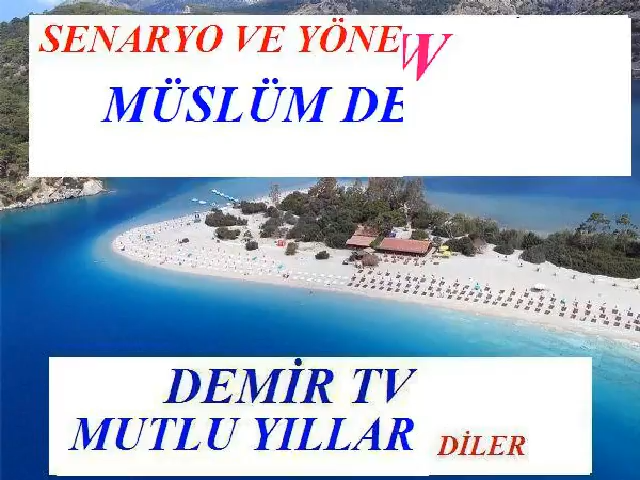 SENARYO VE YÖNE
W
MÜSLÜM DE
DEMİR TV
MUTLU YILLAR DİLER